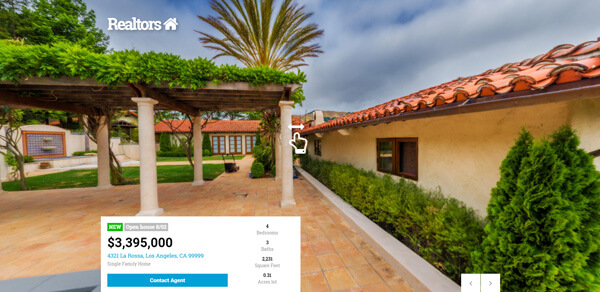 Realtors
NEW Open house 8/02
$3,395,000
4321 La Rossa, Los Angeles, CA 99999
Single Family Home
Contact Agent
4
Bedrooms
3
Baths
2,231
Square Feet
0.31
Acres lot